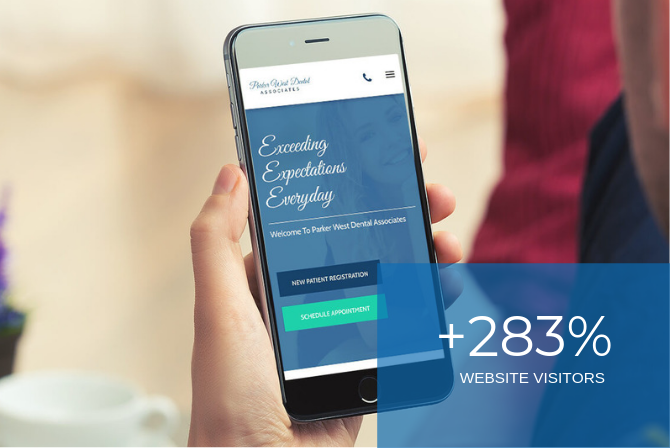 Parker West Dental
ASSOCIATES
Exceeding
Expectations
Everyday
Welcome To Parker West Dental Associates
NEW PATIENT REGISTRATION
SCHEDULE APPOINTMENT
+283%
WEBSITE VISITORS